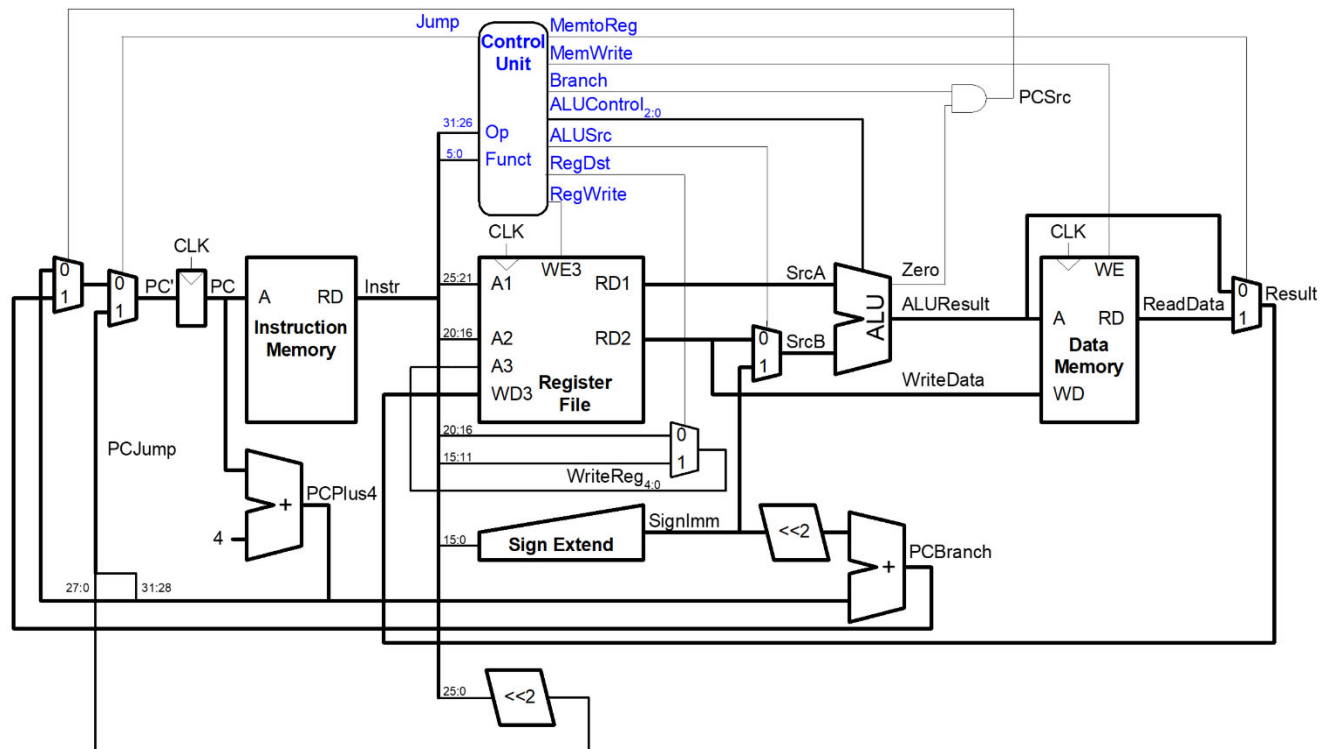 Jump
Control
Unit
MemtoReg
MemWrite
Branch
ALUControl2:0
PCSrc
31:26
Op
ALUSrc
5:0
Funct
RegDst
RegWrite
CLK
CLK
CLK
0
1
PC'
0
1
PC
A
RD
Instruction
Memory
Instr
25:21
A1
WE3
RD1
SrcA
Zero
WE
20:16
A2
RD2
0
1
SrcB
ALU
ALUResult
A
RD
ReadData
0
1
Result
Data
Memory
A3
WD3
Register
File
WriteData
WD
PCJump
20:16
0
15:11
1
WriteReg4:0
4
+
PCPlus4
SignImm
15:0
Sign Extend
<<2
+
PCBranch
27:0
31:28
25:0
<<2